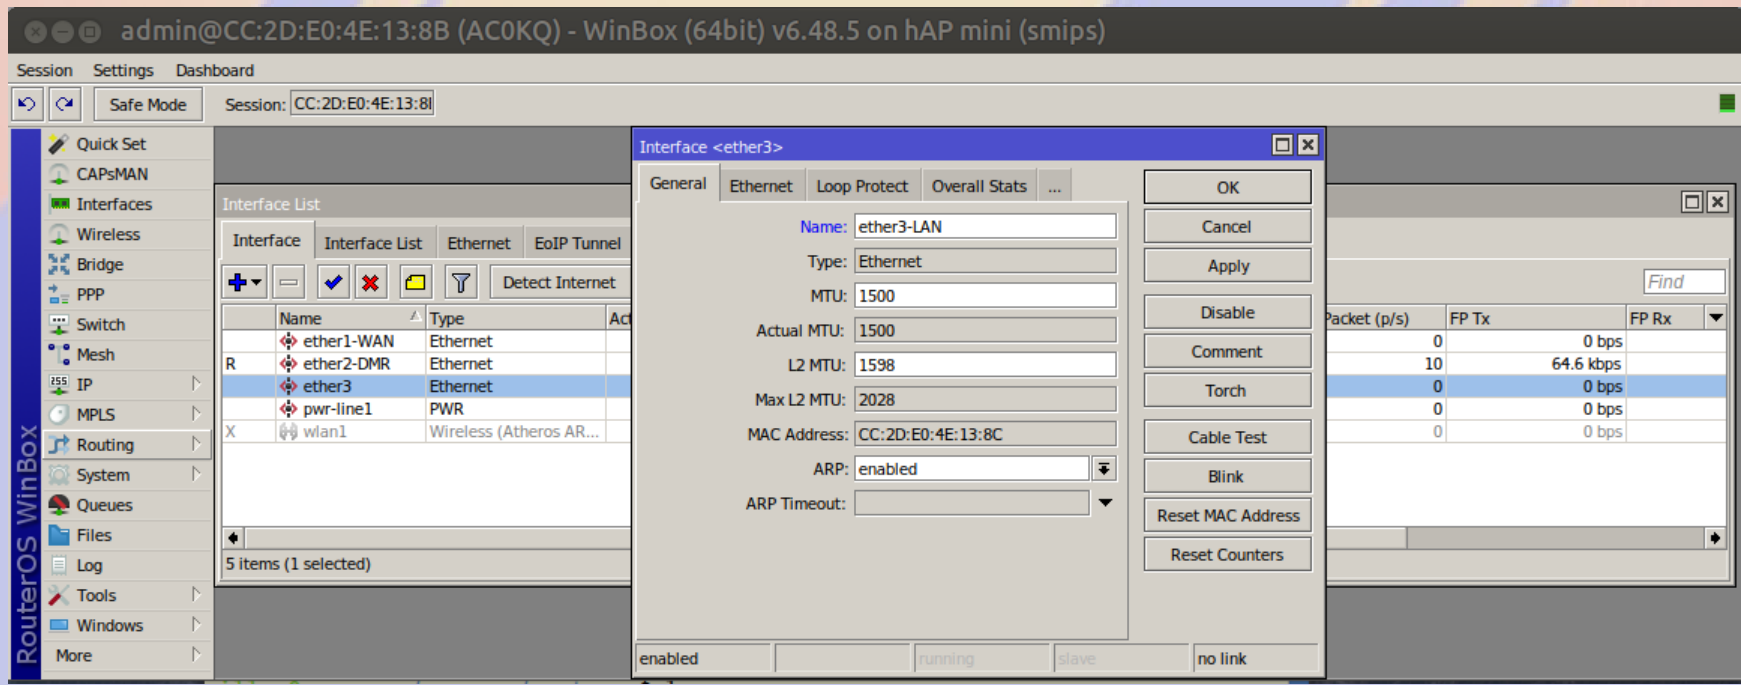 admin@CC:2D:E0:4E:13:8B (AC0KQ) - WinBox (64bit) v6.48.5 on hAP mini (smips)
Session Settings Dashboard
Safe Mode Session: CC:2D:E0:4E:13:8
RouterOS WinBox
Quick Set
CAPsMAN
Interfaces
Wireless
Bridge
PPP
Switch
Mesh
IP
MPLS
Routing
System
Queues
Files
Log
Tools
Windows
More
Interface List
Interface Interface List Ethernet EoIP Tunnel
Detect Internet
Find
Name Type Act Packet (p/s) FP Tx FP Rx
ether1-WAN Ethernet 0 0 bps
R ether2-DMR Ethernet 10 64.6 kbps
ether3 Ethernet 0 0 bps
pwr-line1 PWR 0 0 bps
X wlan1 Wireless (Atheros AR... 0 0 bps
5 items (1 selected)
Interface <ether3>
General Ethernet Loop Protect Overall Stats ...
Name: ether3-LAN
Type: Ethernet
MTU: 1500
Actual MTU: 1500
L2 MTU: 1598
Max L2 MTU: 2028
MAC Address: CC:2D:E0:4E:13:8C
ARP: enabled
ARP Timeout:
OK
Cancel
Apply
Disable
Comment
Torch
Cable Test
Blink
Reset MAC Address
Reset Counters
enabled running slave no link